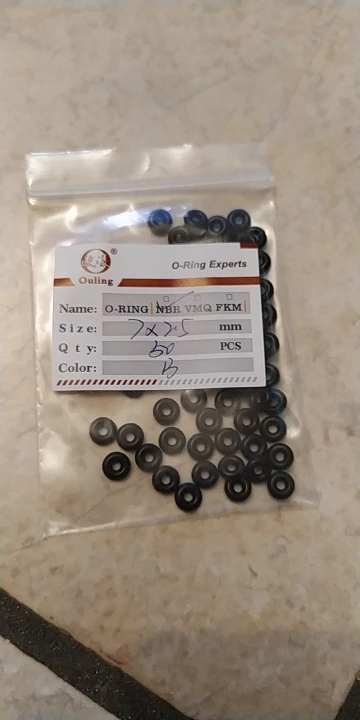 ®
Ouling
O-Ring Experts
Name: O-RING NBR VMQ FKM
Size: 7x2.5 mm
Qty: 50 PCS
Color: B